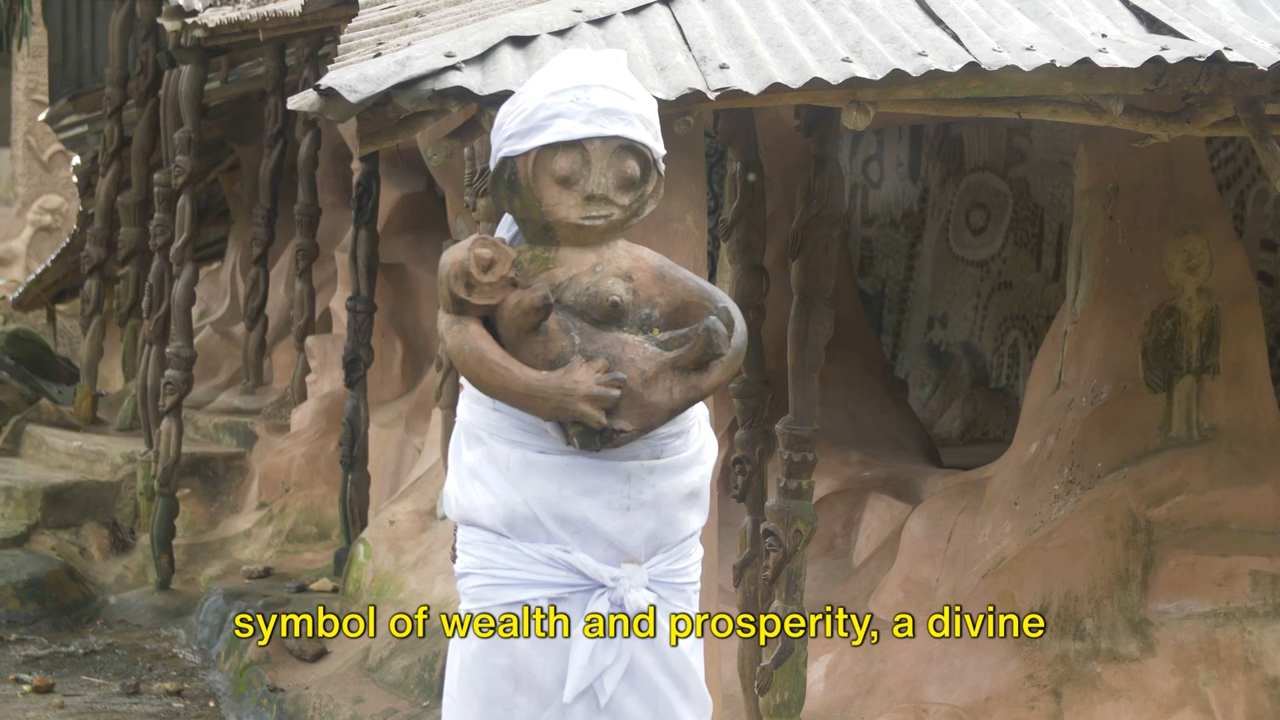 symbol of wealth and prosperity, a divine